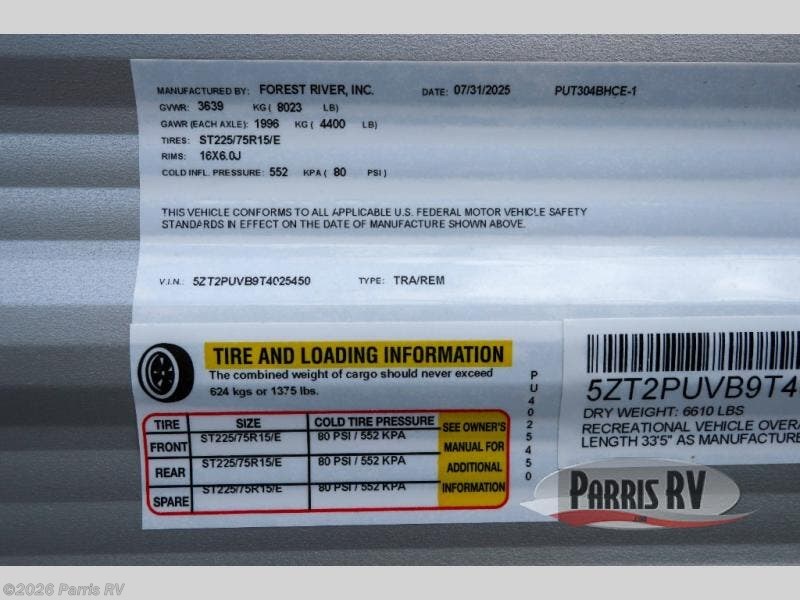 MANUFACTURED BY: FOREST RIVER, INC. DATE: 07/31/2025 PUT304BHCE-1
GVWR: 3639 KG ( 8023 LB)
GAWR (EACH AXLE): 1996 KG ( 4400 LB)
TIRES: ST225/75R15/E
RIMS: 16X6.0J
COLD INFL. PRESSURE: 552 KPA ( 80 PSI )
THIS VEHICLE CONFORMS TO ALL APPLICABLE U.S. FEDERAL MOTOR VEHICLE SAFETY
STANDARDS IN EFFECT ON THE DATE OF MANUFACTURE SHOWN ABOVE.
V.I.N.: 5ZT2PUVB9T4025450 TYPE: TRA/REM
TIRE AND LOADING INFORMATION
The combined weight of cargo should never exceed
624 kgs or 1375 lbs.
TIRE SIZE COLD TIRE PRESSURE SEE OWNER'S
MANUAL FOR
ADDITIONAL
INFORMATION
FRONT ST225/75R15/E 80 PSI / 552 KPA
REAR ST225/75R15/E 80 PSI / 552 KPA
SPARE ST225/75R15/E 80 PSI / 552 KPA
PU4025450
5ZT2PUVB9T4
DRY WEIGHT: 6610 LBS
RECREATIONAL VEHICLE OVERA
LENGTH 33'5" AS MANUFACTURE
PARRIS RV
.com
©2026 Parris RV